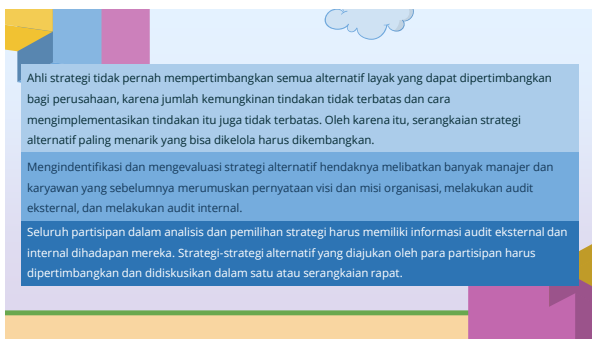 Ahli strategi tidak pernah mempertimbangkan semua alternatif layak yang dapat dipertimbangkan
bagi perusahaan, karena jumlah kemungkinan tindakan tidak terbatas dan cara
mengimplementasikan tindakan itu juga tidak terbatas. Oleh karena itu, serangkaian strategi
alternatif paling menarik yang bisa dikelola harus dikembangkan.
Mengindentifikasi dan mengevaluasi strategi alternatif hendaknya melibatkan banyak manajer dan
karyawan yang sebelumnya merumuskan pernyataan visi dan misi organisasi, melakukan audit
eksternal, dan melakukan audit internal.
Seluruh partisipan dalam analisis dan pemilihan strategi harus memiliki informasi audit eksternal dan
internal dihadapan mereka. Strategi-strategi alternatif yang diajukan oleh para partisipan harus
dipertimbangkan dan didiskusikan dalam satu atau serangkaian rapat.